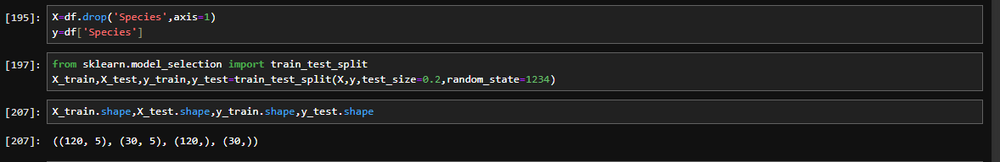 [195]: X=df.drop('Species',axis=1)
y=df['Species']
[197]: from sklearn.model_selection import train_test_split
X_train,X_test,y_train,y_test=train_test_split(X,y,test_size=0.2,random_state=1234)
[207]: X_train.shape,X_test.shape,y_train.shape,y_test.shape
[207]: ((120, 5), (30, 5), (120,), (30,))